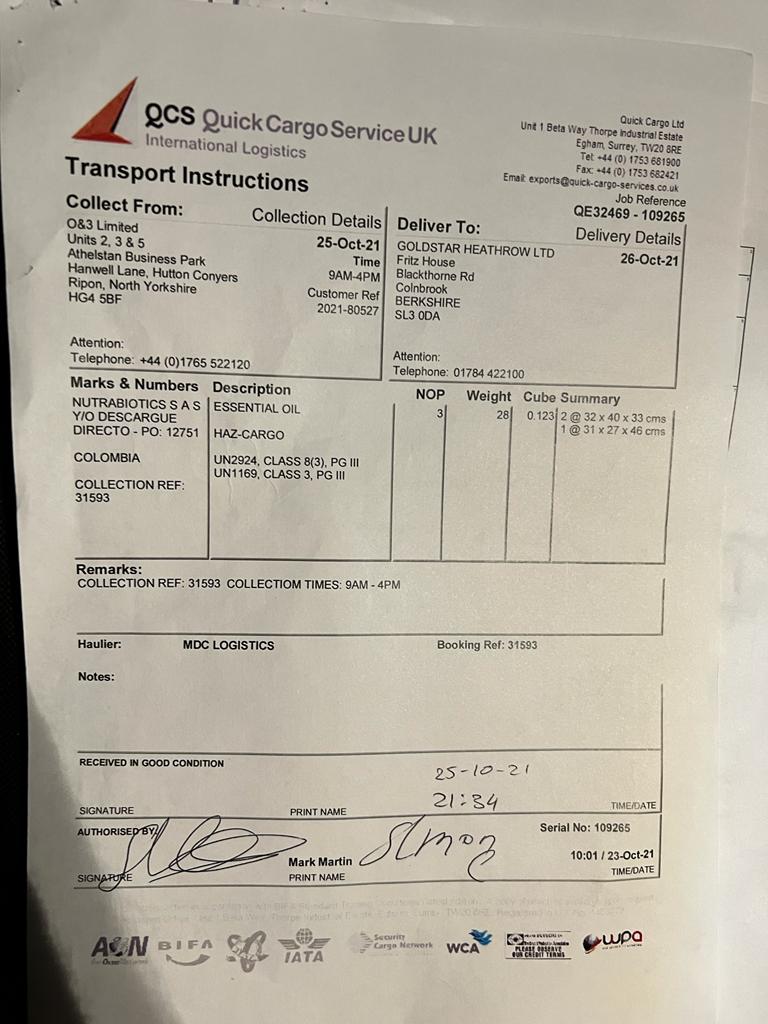 QCS QuickCargoServiceUK
International Logistics
Quick Cargo Ltd
Unit 1 Beta Way Thorpe Industrial Estate
Egham, Surrey, TW20 8RE
Tel: +44 (0) 1753 681900
Fax: +44 (0) 1753 682421
Email: exports@quick-cargo-services.co.uk
Transport Instructions
Job Reference
QE32469 - 109265
Collect From:
Collection Details
O&3 Limited
Units 2, 3 & 5
Athelstan Business Park
Hanwell Lane, Hutton Conyers
Ripon, North Yorkshire
HG4 5BF
25-Oct-21
Time
9AM-4PM
Customer Ref
2021-80527
Attention:
Telephone: +44 (0)1765 522120
Deliver To:
Delivery Details
GOLDSTAR HEATHROW LTD
Fritz House
Blackthorne Rd
Colnbrook
BERKSHIRE
SL3 0DA
26-Oct-21
Attention:
Telephone: 01784 422100
Marks & Numbers Description NOP Weight Cube Summary
NUTRABIOTICS S A S
Y/O DESCARGUE
DIRECTO - PO: 12751
COLOMBIA
COLLECTION REF:
31593
ESSENTIAL OIL
HAZ-CARGO
UN2924, CLASS 8(3), PG III
UN1169, CLASS 3, PG III
3 28 0.123 2 @ 32 x 40 x 33 cms
1 @ 31 x 27 x 46 cms
Remarks:
COLLECTION REF: 31593 COLLECTIOM TIMES: 9AM - 4PM
Haulier: MDC LOGISTICS Booking Ref: 31593
Notes:
RECEIVED IN GOOD CONDITION
25-10-21
21:34
SIGNATURE PRINT NAME TIME/DATE
AUTHORISED BY: Serial No: 109265
Mark Martin 10:01 / 23-Oct-21
SIGNATURE PRINT NAME TIME/DATE
AON BIFA IATA Security Cargo Network WCA PLEASE OBSERVE OUR CREDIT TERMS wpa